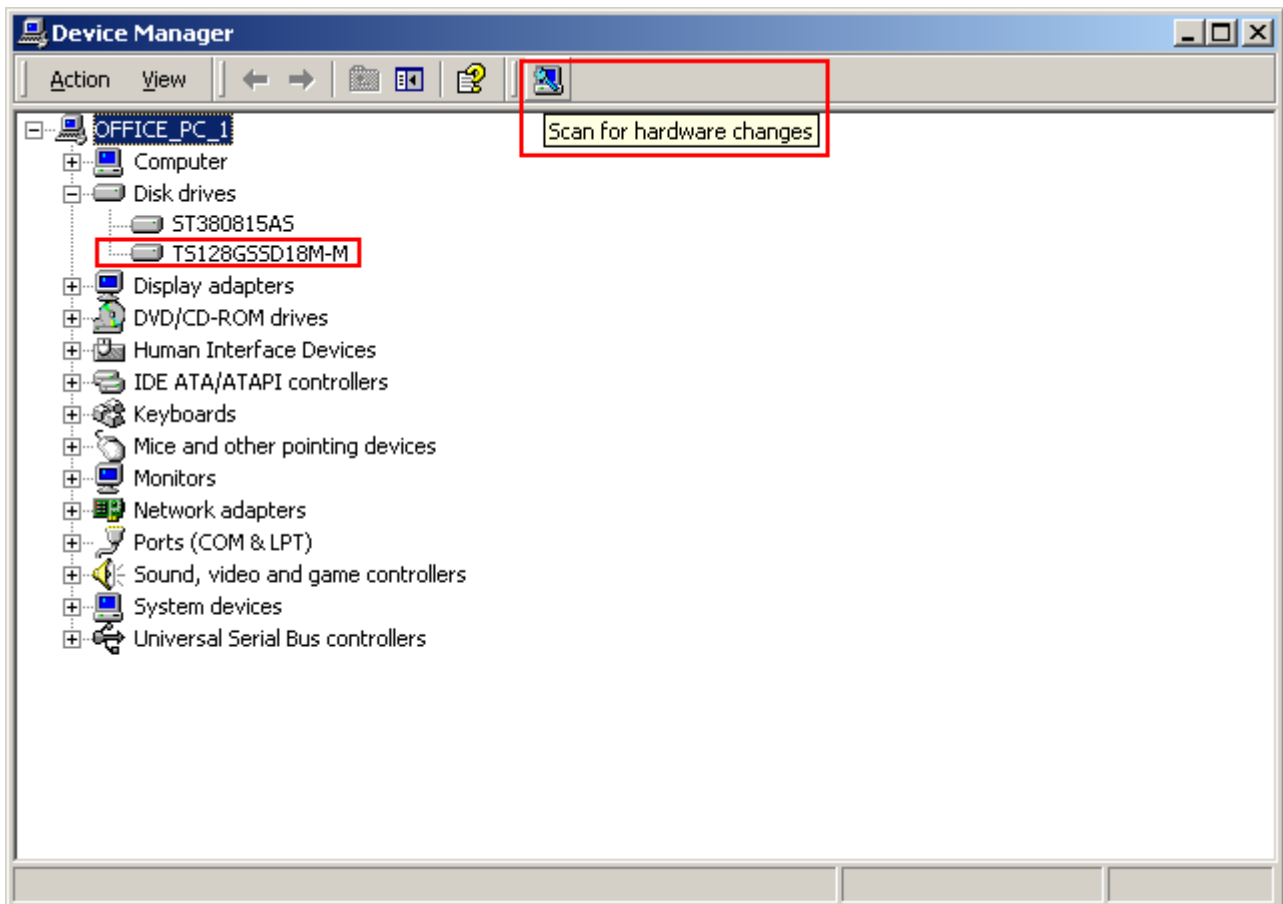 Device Manager
Action View
Scan for hardware changes
OFFICE_PC_1
Computer
Disk drives
ST380815AS
TS128GSSD18M-M
Display adapters
DVD/CD-ROM drives
Human Interface Devices
IDE ATA/ATAPI controllers
Keyboards
Mice and other pointing devices
Monitors
Network adapters
Ports (COM & LPT)
Sound, video and game controllers
System devices
Universal Serial Bus controllers